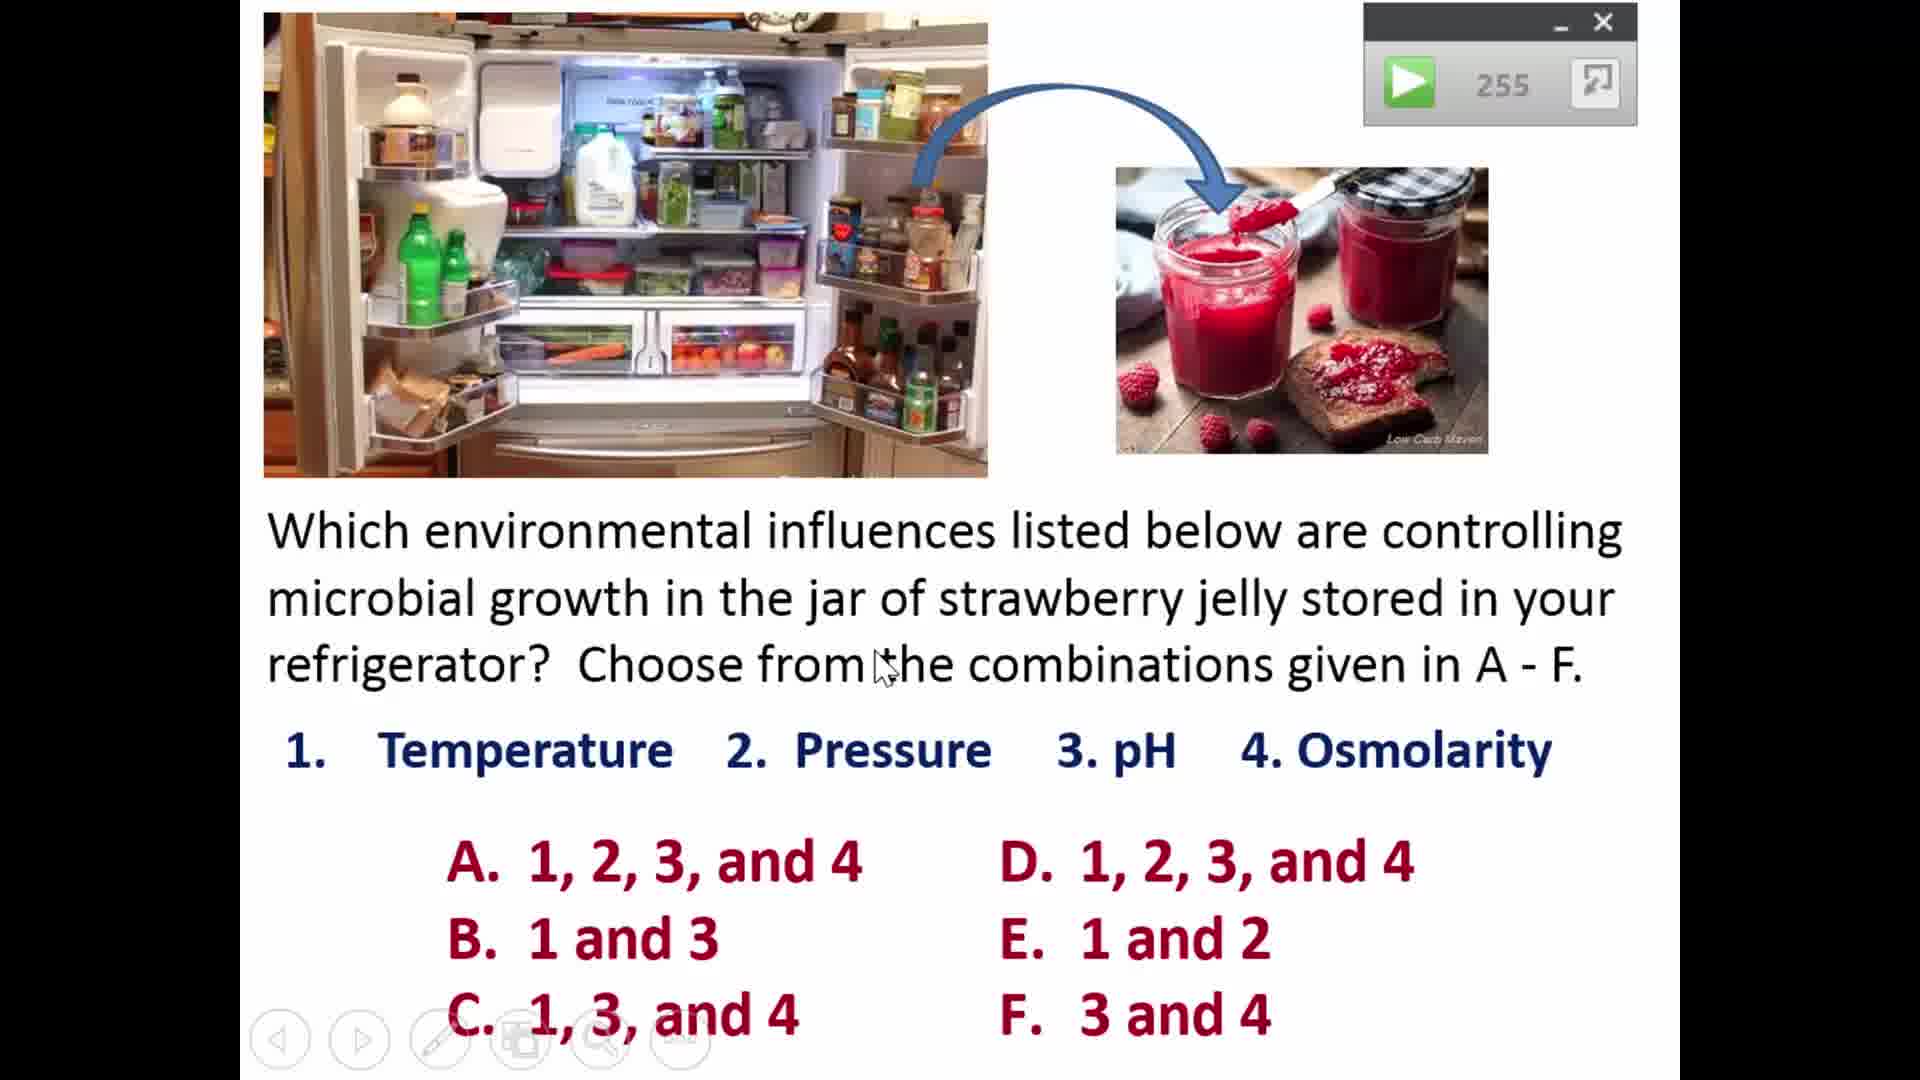 255
Low Carb Maven
Which environmental influences listed below are controlling
microbial growth in the jar of strawberry jelly stored in your
refrigerator? Choose from the combinations given in A - F.
1. Temperature 2. Pressure 3. pH 4. Osmolarity
A. 1, 2, 3, and 4
B. 1 and 3
C. 1, 3, and 4
D. 1, 2, 3, and 4
E. 1 and 2
F. 3 and 4